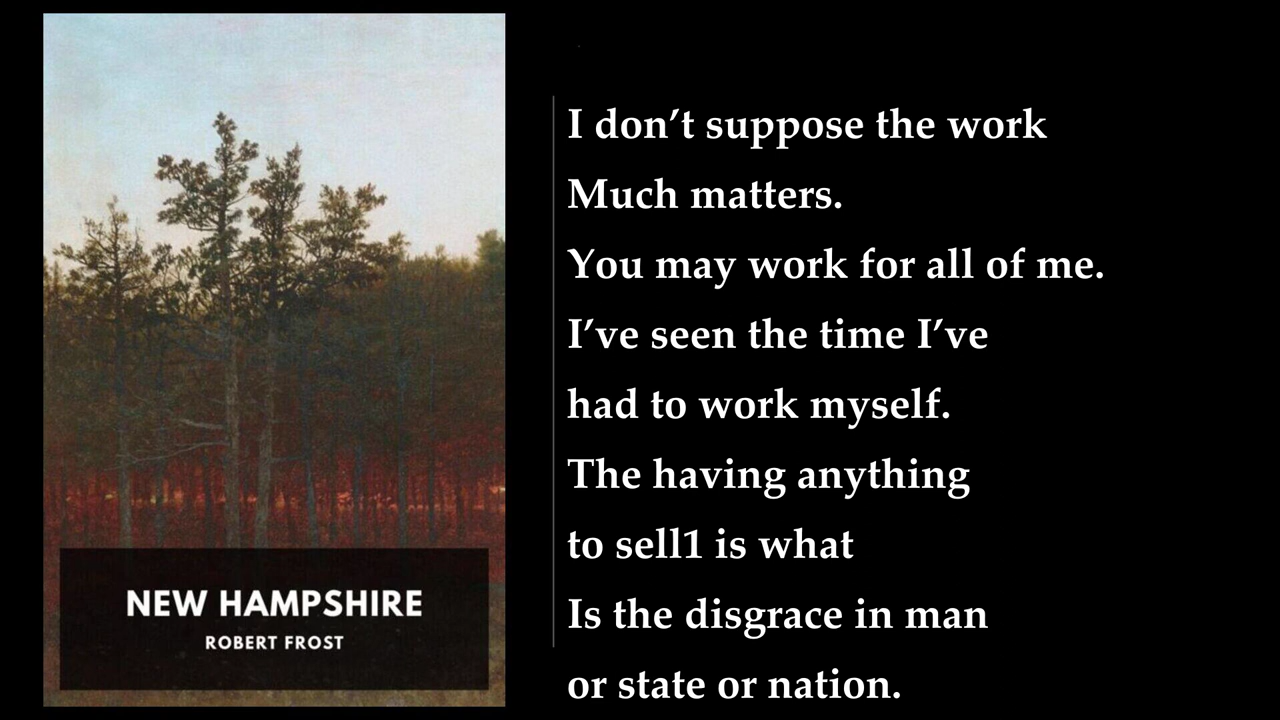 NEW HAMPSHIRE
ROBERT FROST
I don’t suppose the work
Much matters.
You may work for all of me.
I’ve seen the time I’ve
had to work myself.
The having anything
to sell1 is what
Is the disgrace in man
or state or nation.